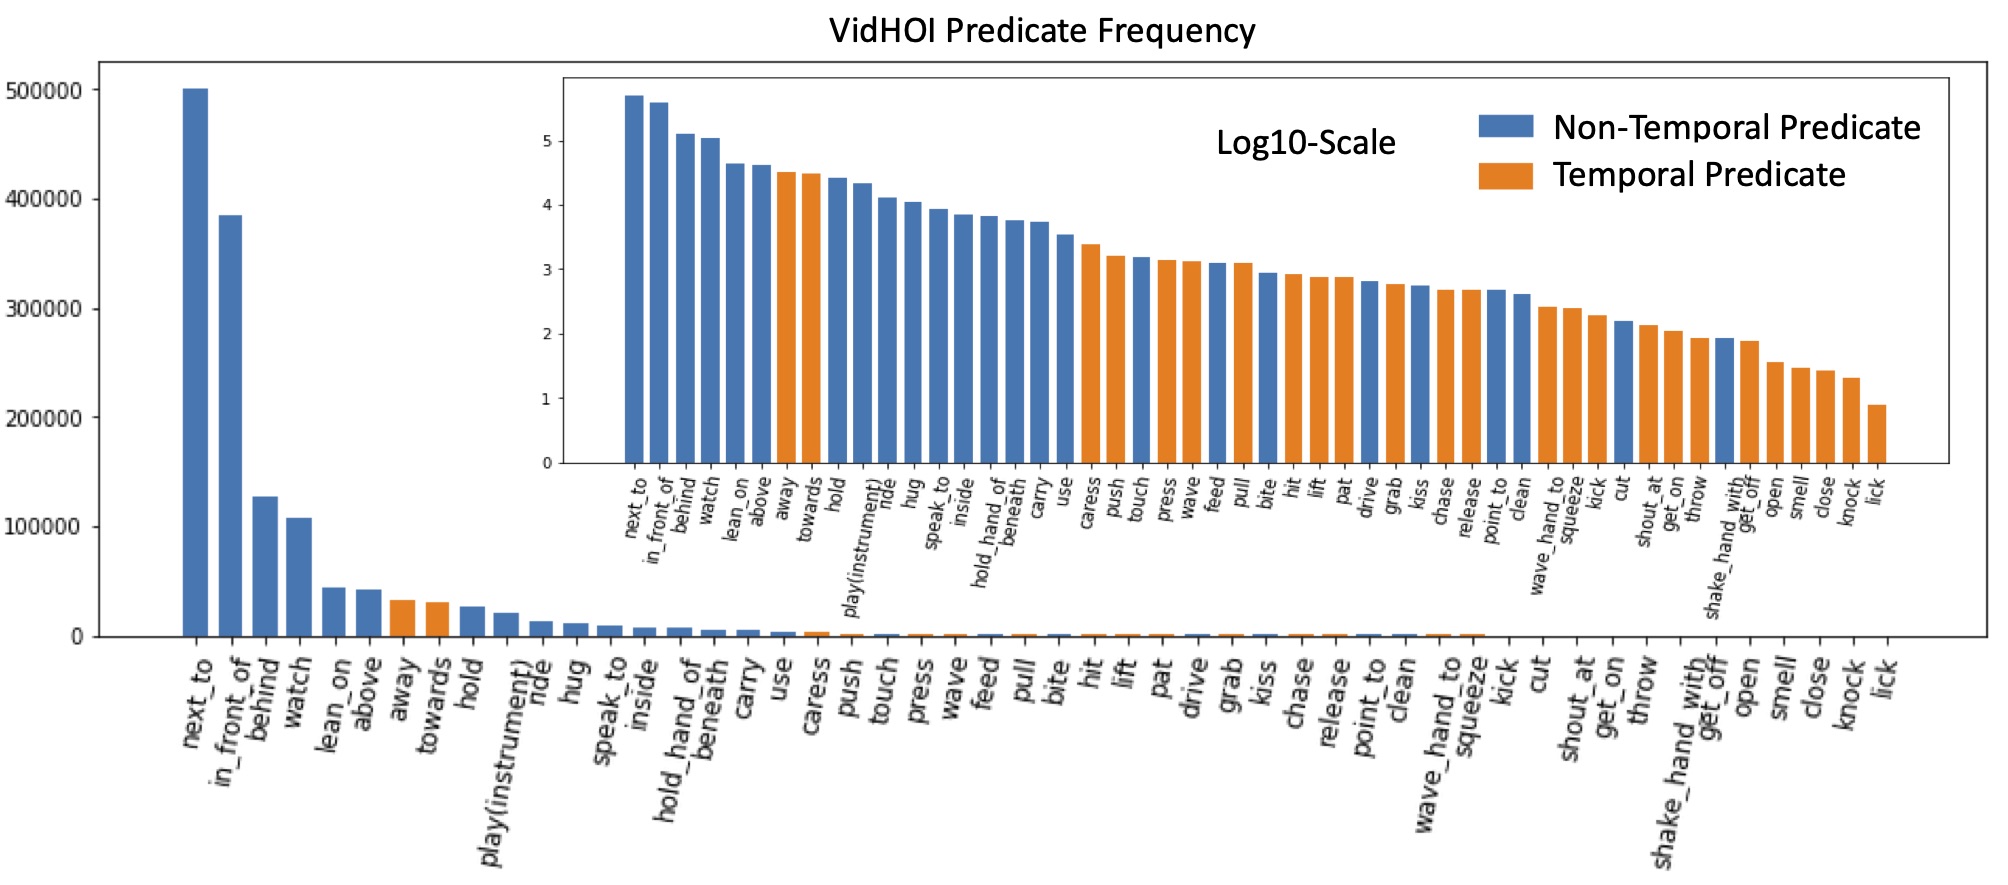 VidHOI Predicate Frequency
500000
400000
300000
200000
100000
0
5
4
3
2
1
0
Log10-Scale
Non-Temporal Predicate
Temporal Predicate
next_to
in_front_of
behind
watch
lean_on
above
away
towards
hold
play(instrument)
ride
hug
speak_to
inside
hold_hand_of
beneath
carry
use
caress
push
touch
press
wave
feed
pull
bite
hit
lift
pat
drive
grab
kiss
chase
release
point_to
clean
wave_hand_to
squeeze
kick
cut
shout_at
get_on
throw
shake_hand_with
get_off
open
smell
close
knock
lick
next_to
in_front_of
behind
watch
lean_on
above
away
towards
hold
play(instrument)
ride
hug
speak_to
inside
hold_hand_of
beneath
carry
use
caress
push
touch
press
wave
feed
pull
bite
hit
lift
pat
drive
grab
kiss
chase
release
point_to
clean
wave_hand_to
squeeze
kick
cut
shout_at
get_on
throw
shake_hand_with
get_off
open
smell
close
knock
lick